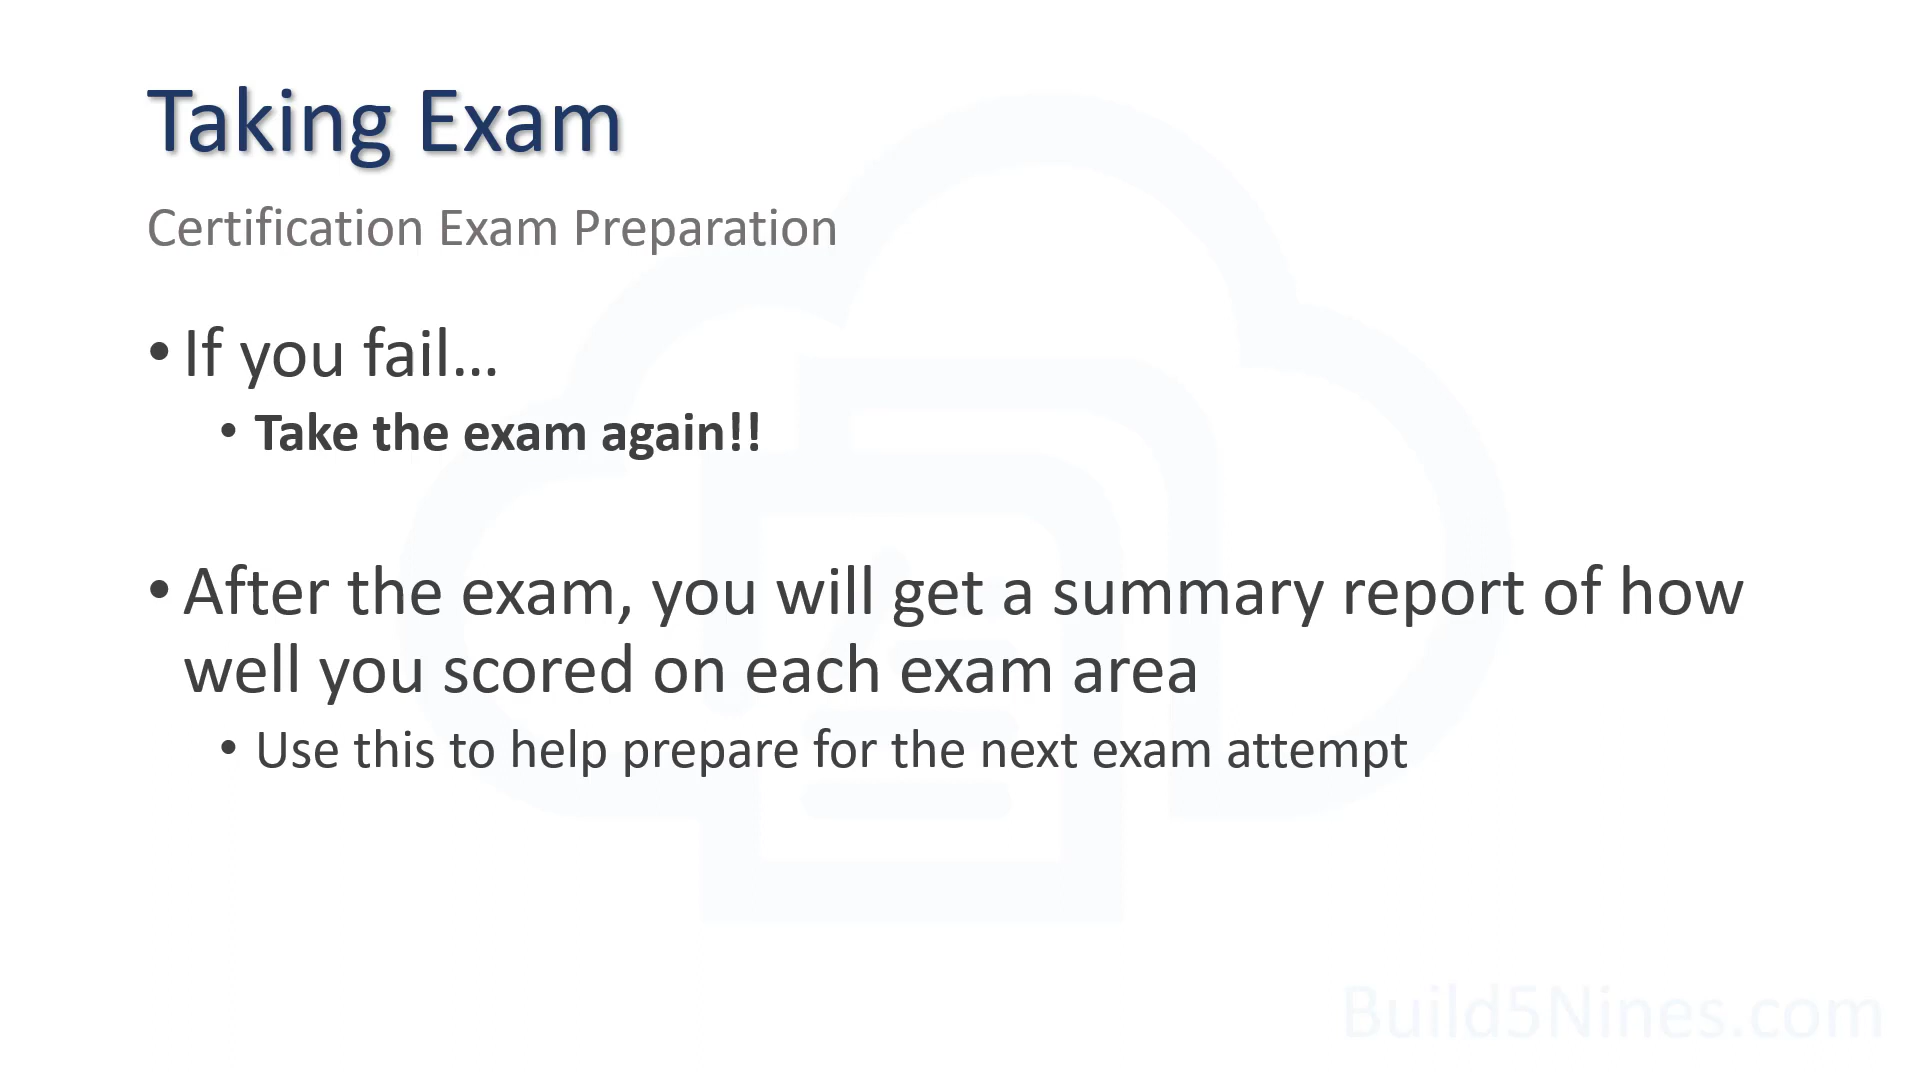 Taking Exam
Certification Exam Preparation
• If you fail…
• Take the exam again!!
• After the exam, you will get a summary report of how
well you scored on each exam area
• Use this to help prepare for the next exam attempt
Build5Nines.com